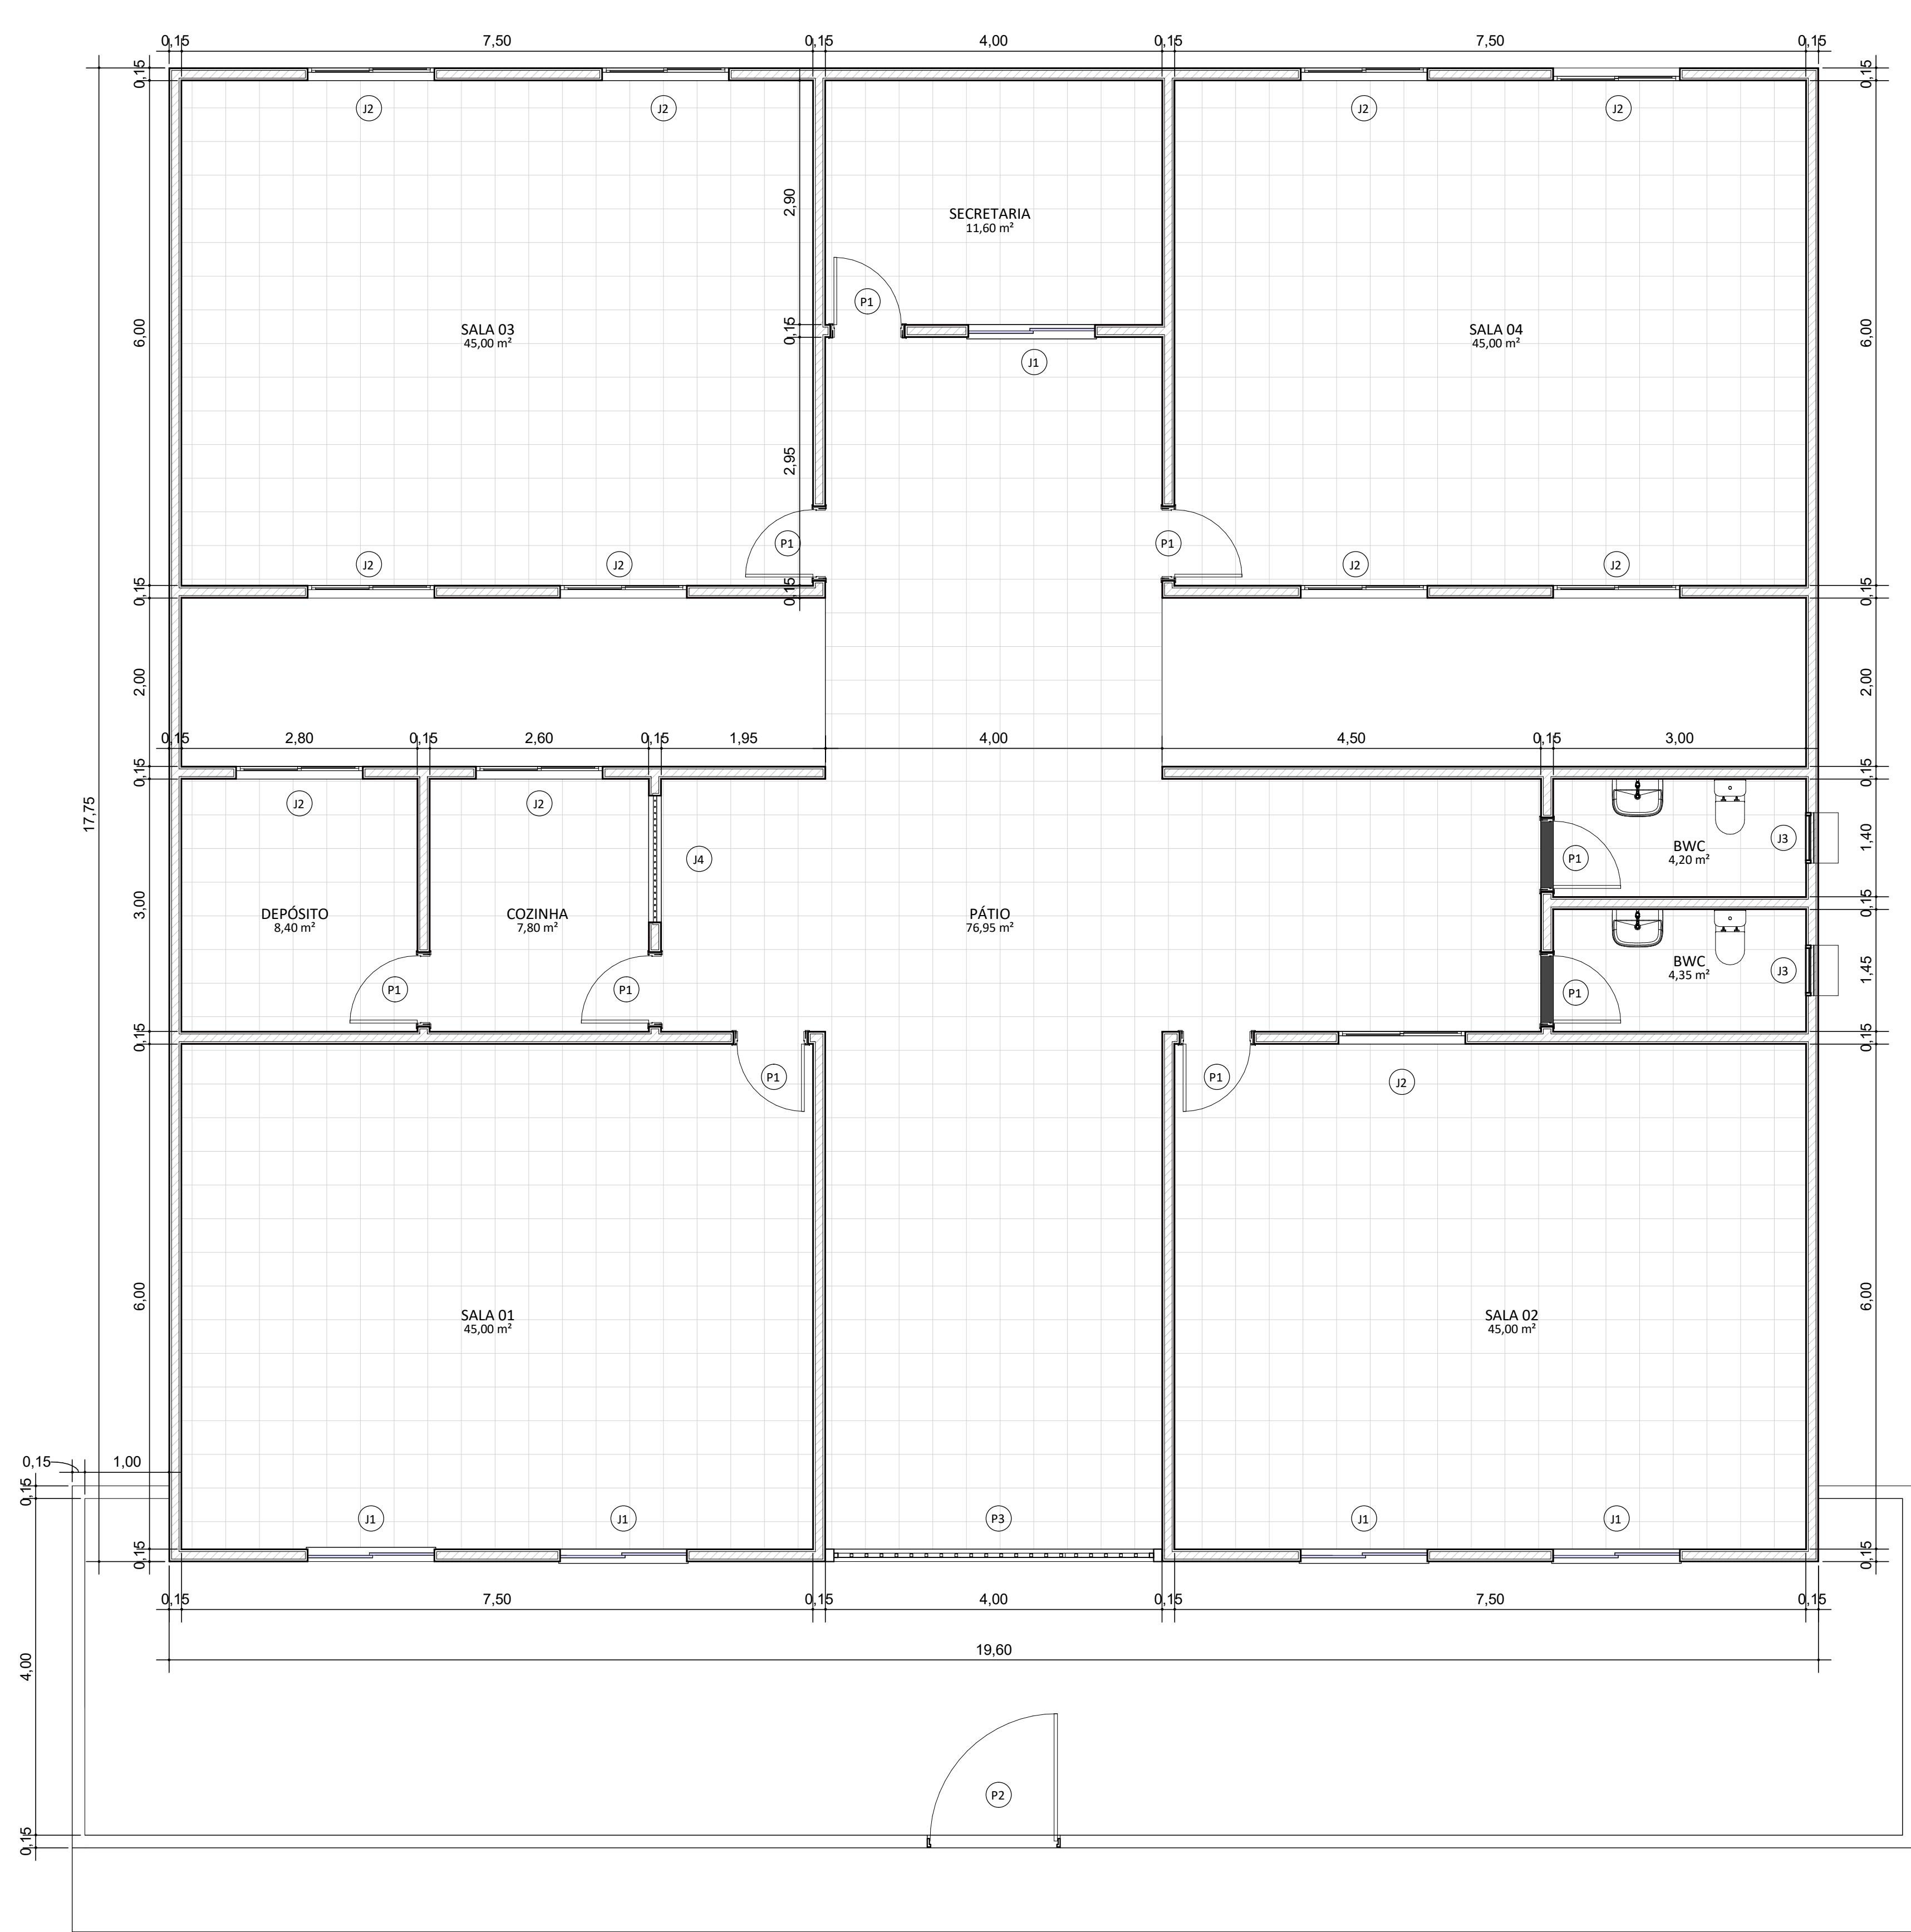 0,15 7,50 0,15 4,00 0,15 7,50 0,15
0,15
0,15
J2
J2
J2
J2
2,90
SECRETARIA
11,60 m²
P1
6,00
SALA 03
45,00 m²
0,15
SALA 04
45,00 m²
6,00
J1
2,95
P1
P1
J2
J2
J2
J2
0,15
0,15
0,15
2,00
2,00
0,15 2,80 0,15 2,60 0,15 1,95 4,00 4,50 0,15 3,00
0,15
0,15
17,75
J2
J2
J4
J3
1,40
BWC
4,20 m²
P1
3,00
DEPÓSITO
8,40 m²
COZINHA
7,80 m²
PÁTIO
76,95 m²
0,15
BWC
4,35 m²
J3
1,45
P1
P1
P1
0,15
0,15
P1
P1
J2
6,00
SALA 01
45,00 m²
SALA 02
45,00 m²
6,00
0,15 1,00
0,15
J1
J1
P3
J1
J1
0,15
0,15
0,15 7,50 0,15 4,00 0,15 7,50 0,15
19,60
4,00
P2
0,15